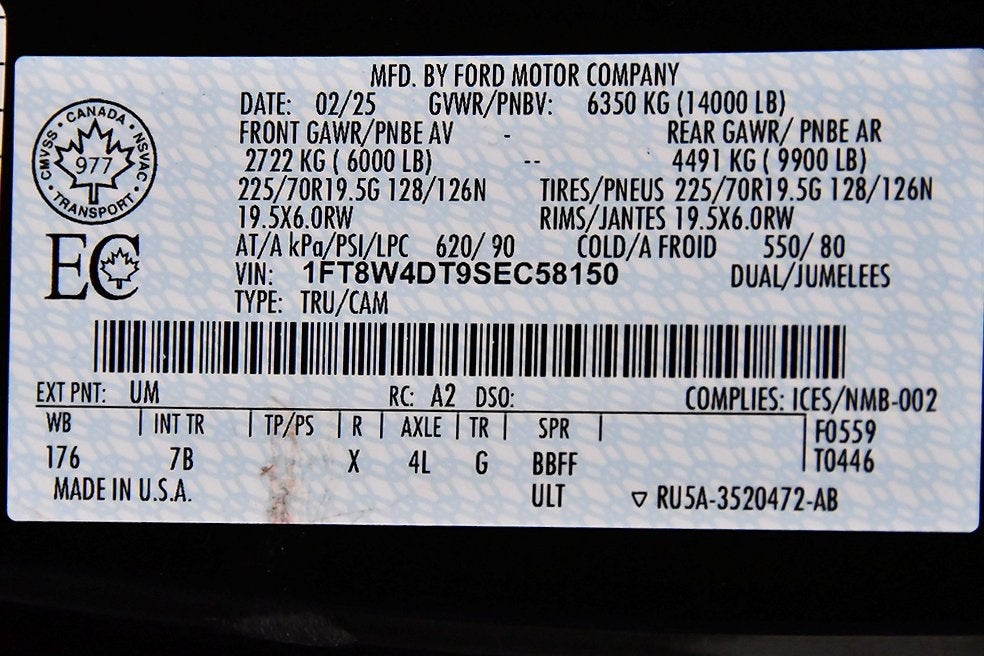 MFD. BY FORD MOTOR COMPANY
DATE: 02/25 GVWR/PNBV: 6350 KG (14000 LB)
FRONT GAWR/PNBE AV - REAR GAWR/ PNBE AR
2722 KG ( 6000 LB) -- 4491 KG ( 9900 LB)
225/70R19.5G 128/126N TIRES/PNEUS 225/70R19.5G 128/126N
19.5X6.0RW RIMS/JANTES 19.5X6.0RW
AT/A kPa/PSI/LPC 620/ 90 COLD/A FROID 550/ 80
VIN: 1FT8W4DT9SEC58150 DUAL/JUMELEES
TYPE: TRU/CAM
CMVSS · CANADA · NSVAC · TRANSPORT ·
977
EC
EXT PNT: UM RC: A2 DSO: COMPLIES: ICES/NMB-002
WB | INT TR | TP/PS | R | AXLE | TR | SPR | F0559
176 7B X 4L G BBFF T0446
MADE IN U.S.A. ULT ▽ RU5A-3520472-AB